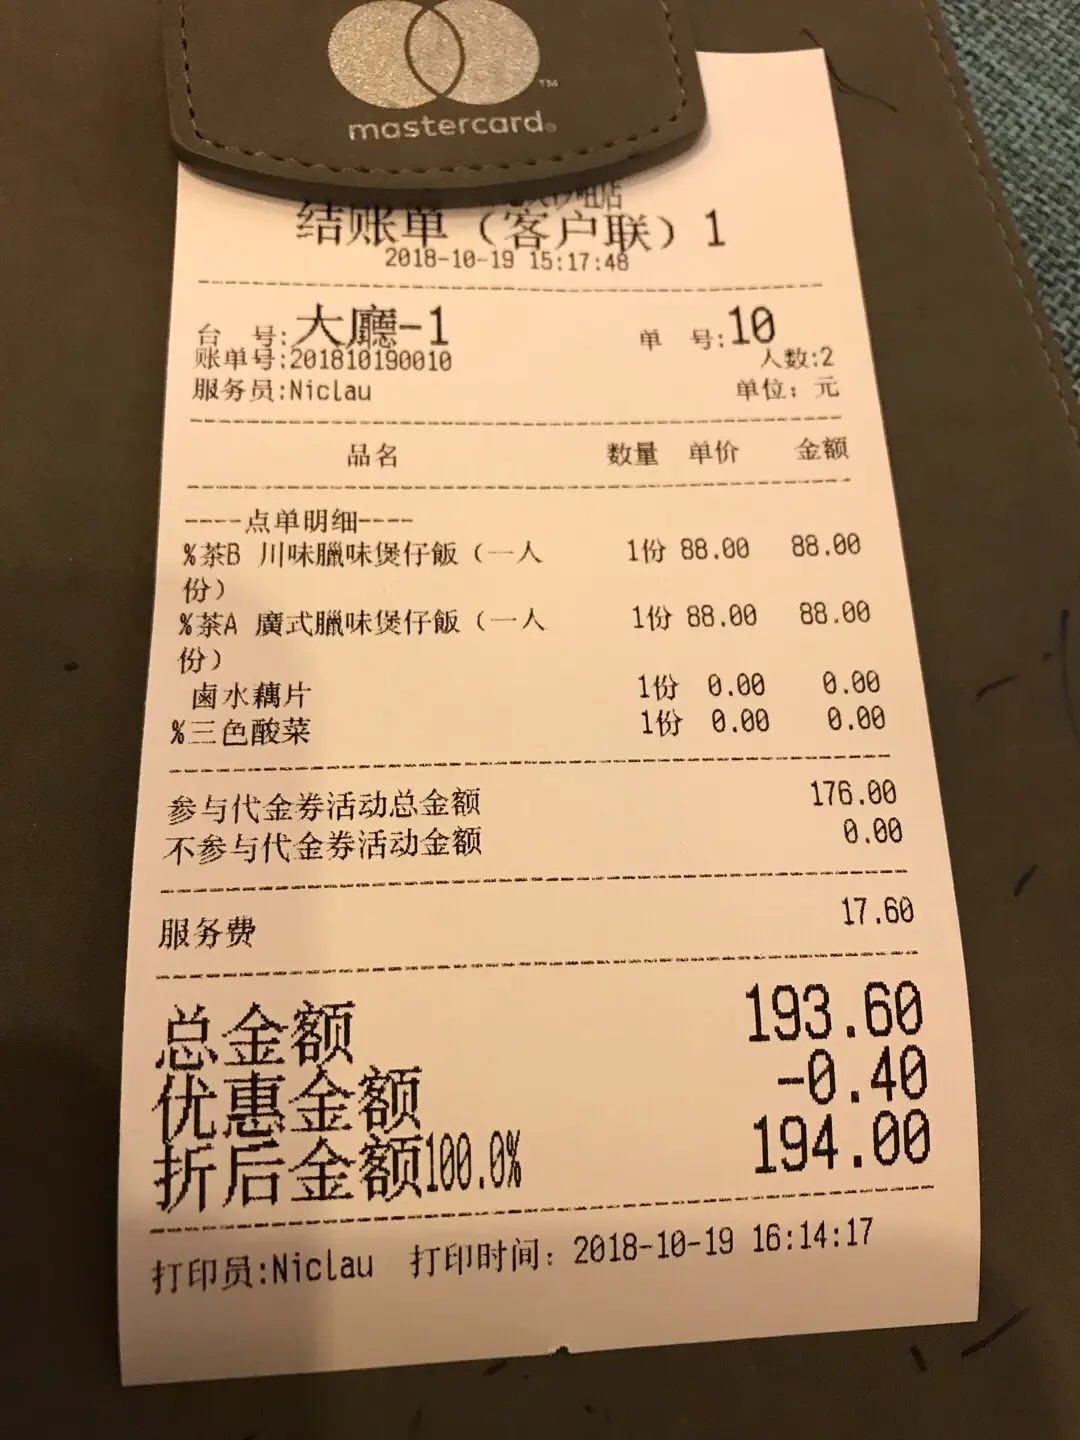 mastercard
结账单（客户联）1
2018-10-19 15:17:48
台 号:大廳-1 单 号:10
账单号:201810190010 人数:2
服务员:Niclau 单位：元
品名 数量 单价 金额
----点单明细----
%茶B 川味臘味煲仔飯（一人 1份 88.00 88.00
份）
%茶A 廣式臘味煲仔飯（一人 1份 88.00 88.00
份）
鹵水藕片 1份 0.00 0.00
%三色酸菜 1份 0.00 0.00
参与代金券活动总金额 176.00
不参与代金券活动金额 0.00
服务费 17.60
总金额 193.60
优惠金额 -0.40
折后金额100.0% 194.00
打印员:Niclau 打印时间：2018-10-19 16:14:17